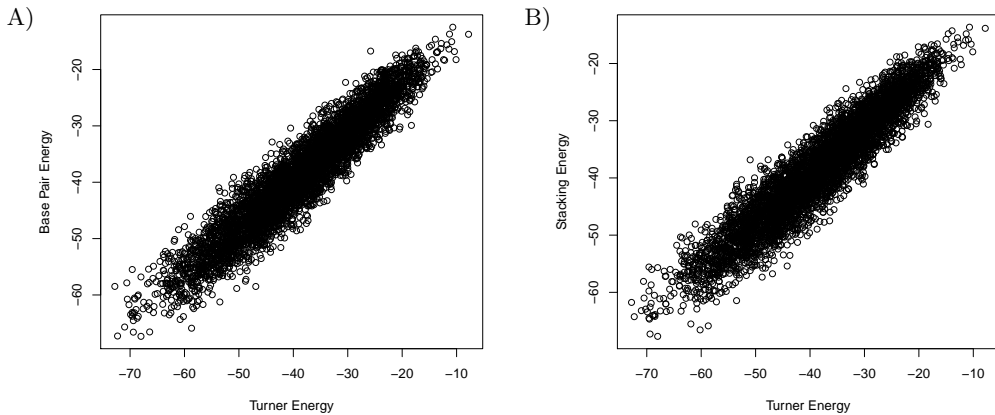 A)
Base Pair Energy
−20
−30
−40
−50
−60
−70 −60 −50 −40 −30 −20 −10
Turner Energy
B)
Stacking Energy
−20
−30
−40
−50
−60
−70 −60 −50 −40 −30 −20 −10
Turner Energy